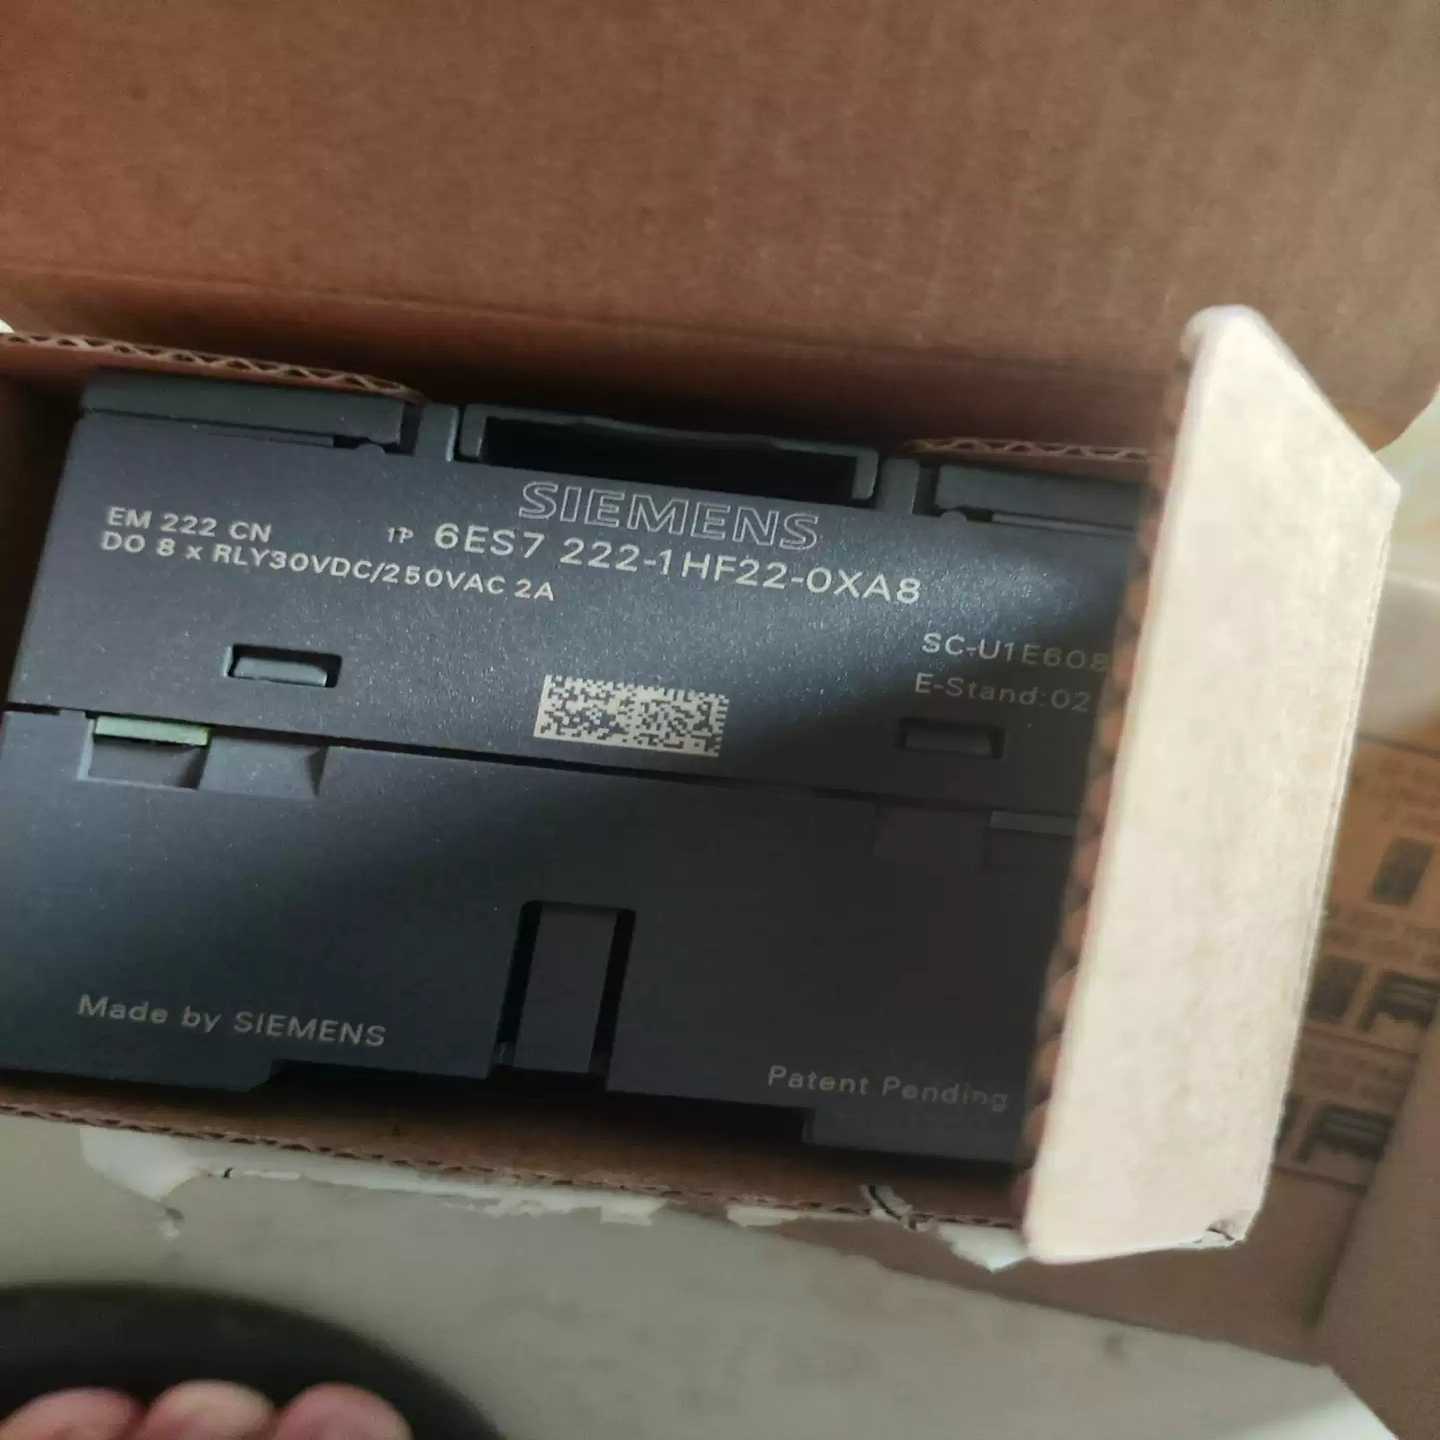 SIEMENS
EM 222 CN
DO 8 x RLY30VDC/250VAC 2A
1P 6ES7 222-1HF22-0XA8
SC-U1E608
E-Stand:02
Made by SIEMENS
Patent Pending